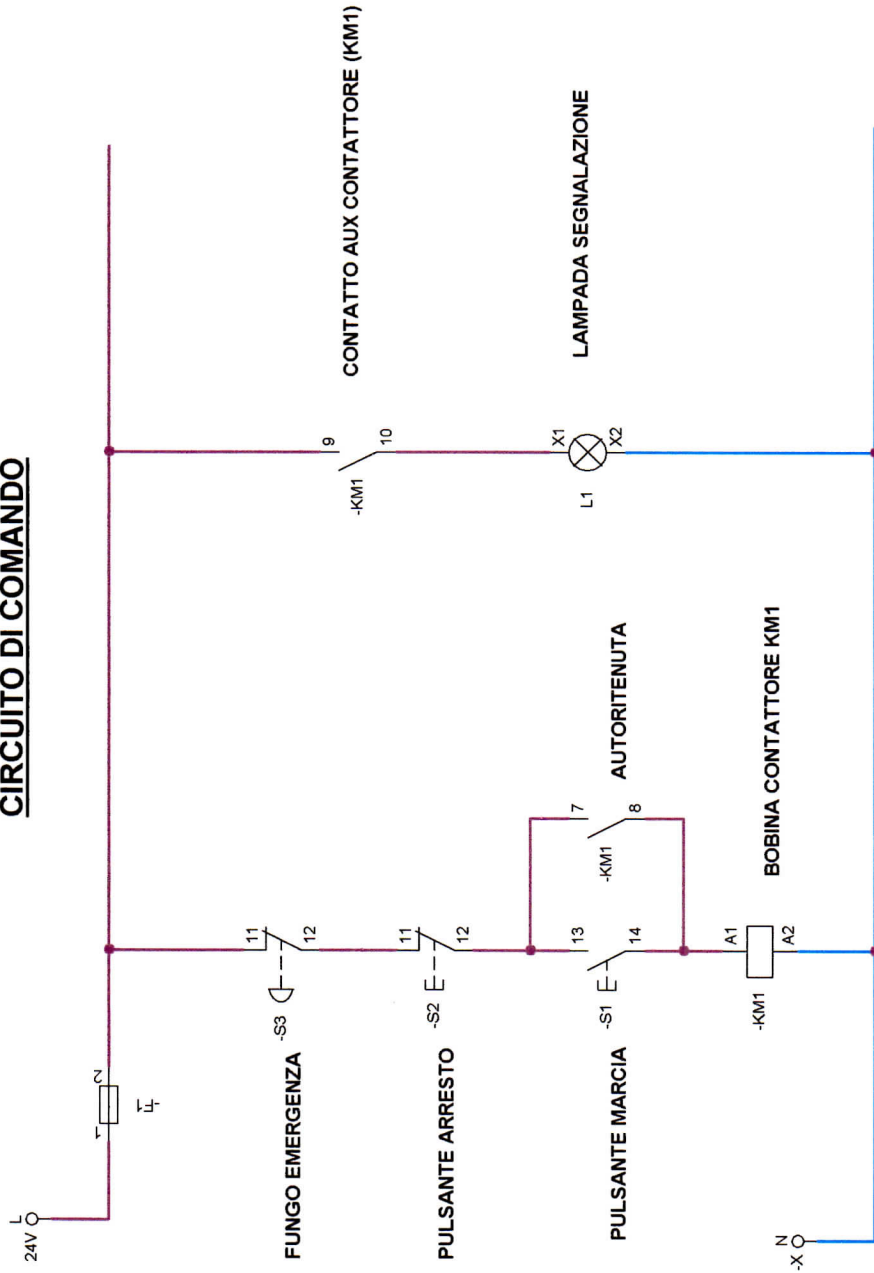 CIRCUITO DI COMANDO
L
24V
1
2
-F1
FUNGO EMERGENZA
-S3
11
12
PULSANTE ARRESTO
-S2
11
12
PULSANTE MARCIA
-S1
13
14
AUTORITENUTA
-KM1
7
8
BOBINA CONTATTORE KM1
-KM1
A1
A2
CONTATTO AUX CONTATTORE (KM1)
-KM1
9
10
LAMPADA SEGNALAZIONE
L1
X1
X2
N
-X